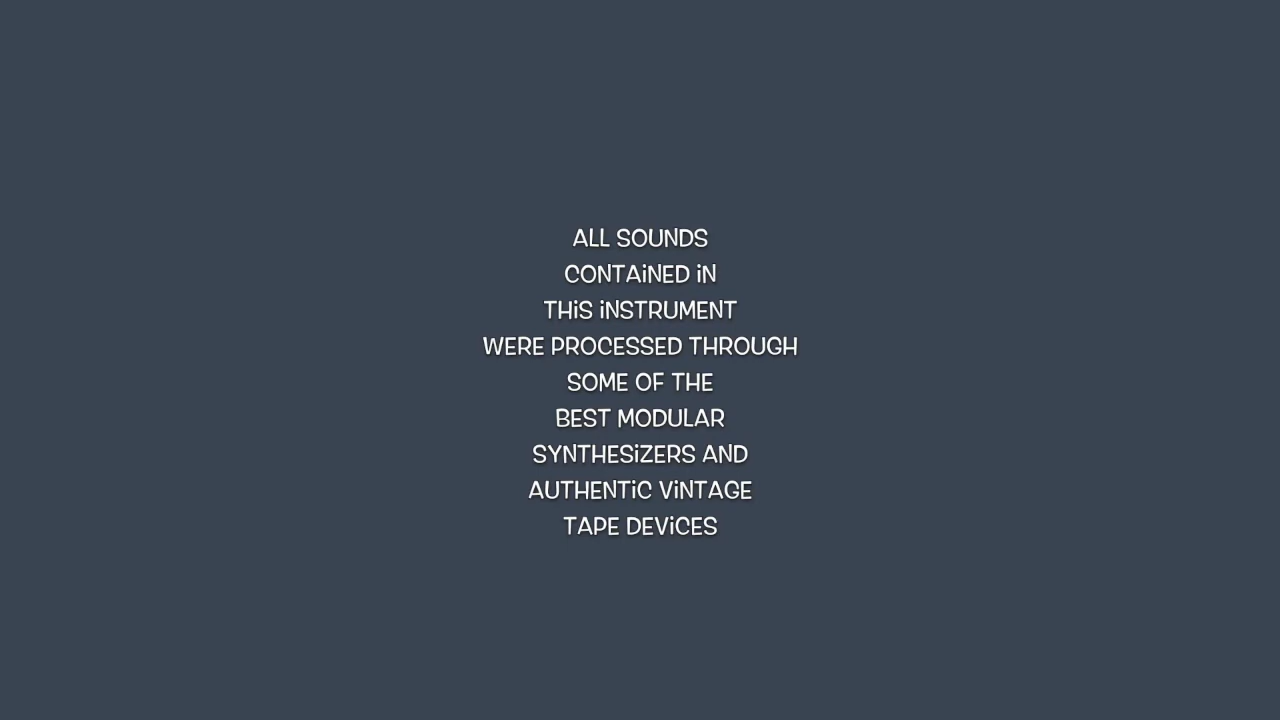 ALL SOUNDS
CONTAiNED iN
THiS iNSTRUMENT
WERE PROCESSED THROUGH
SOME OF THE
BEST MODULAR
SYNTHESiZERS AND
AUTHENTiC ViNTAGE
TAPE DEViCES